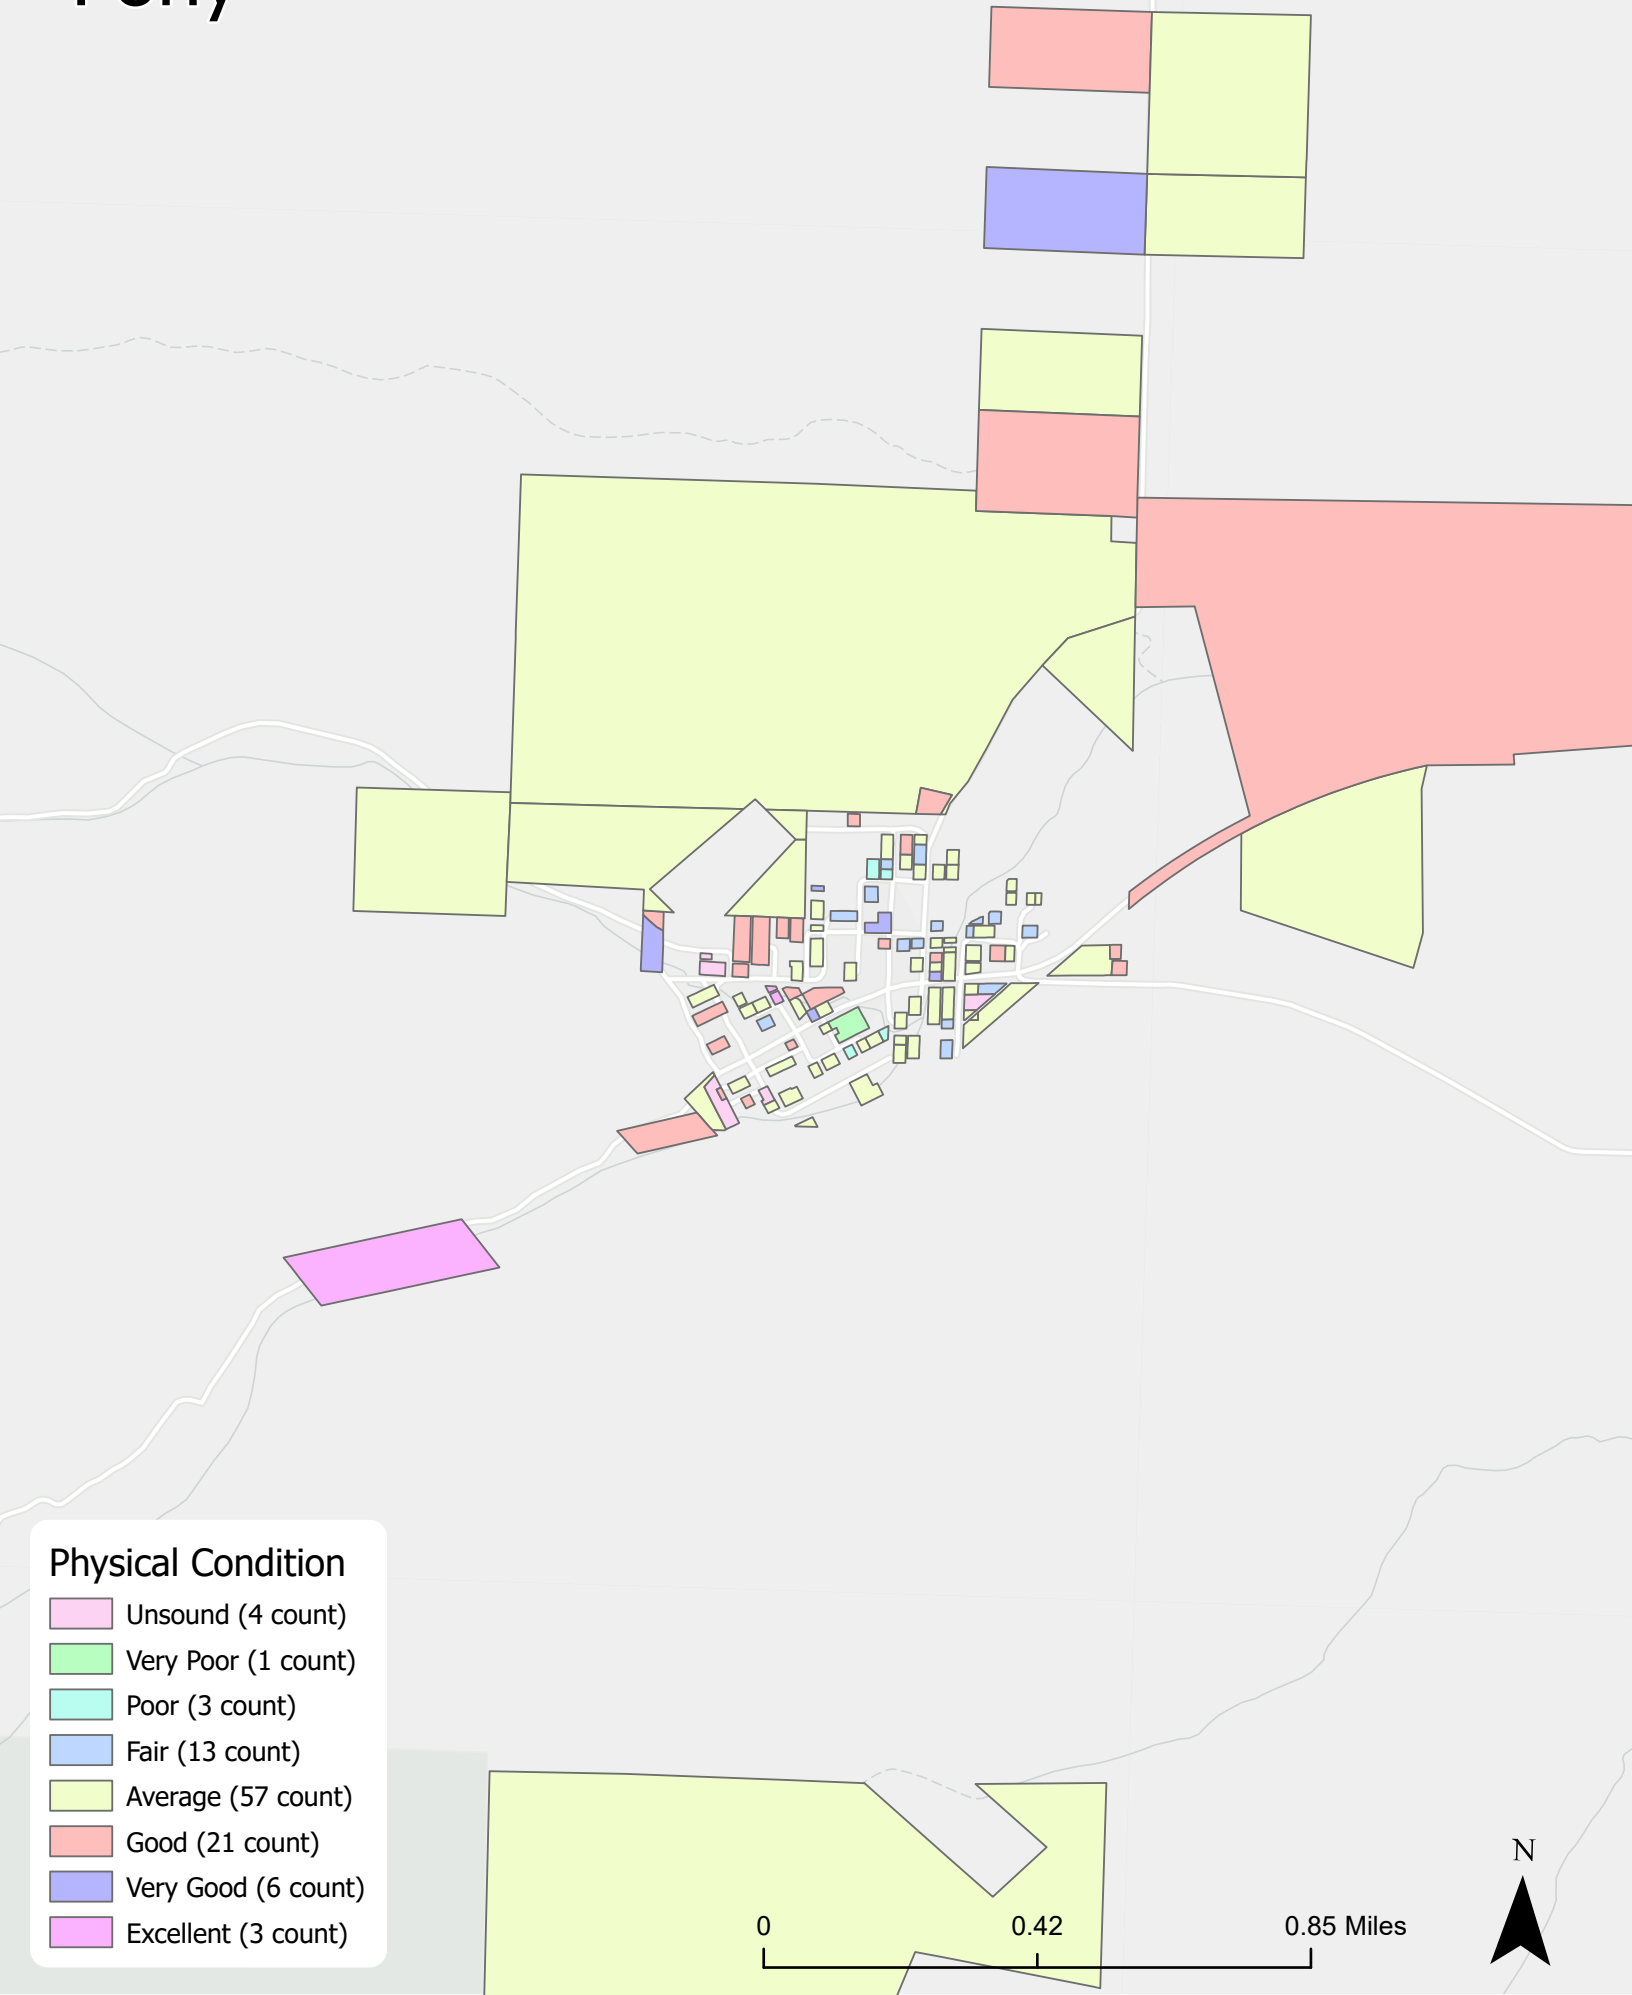 Physical Condition
Unsound (4 count)
Very Poor (1 count)
Poor (3 count)
Fair (13 count)
Average (57 count)
Good (21 count)
Very Good (6 count)
Excellent (3 count)
N
0 0.42 0.85 Miles